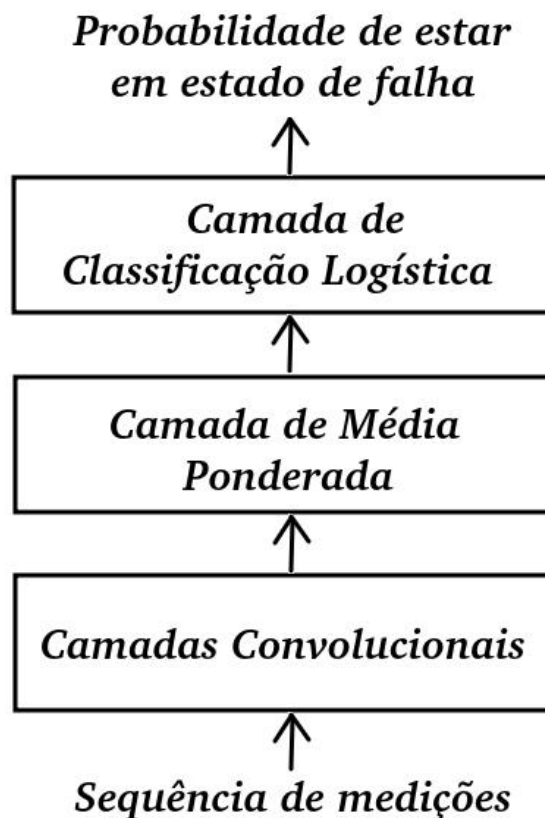 Probabilidade de estar
em estado de falha
Camada de
Classificação Logística
Camada de Média
Ponderada
Camadas Convolucionais
Sequência de medições